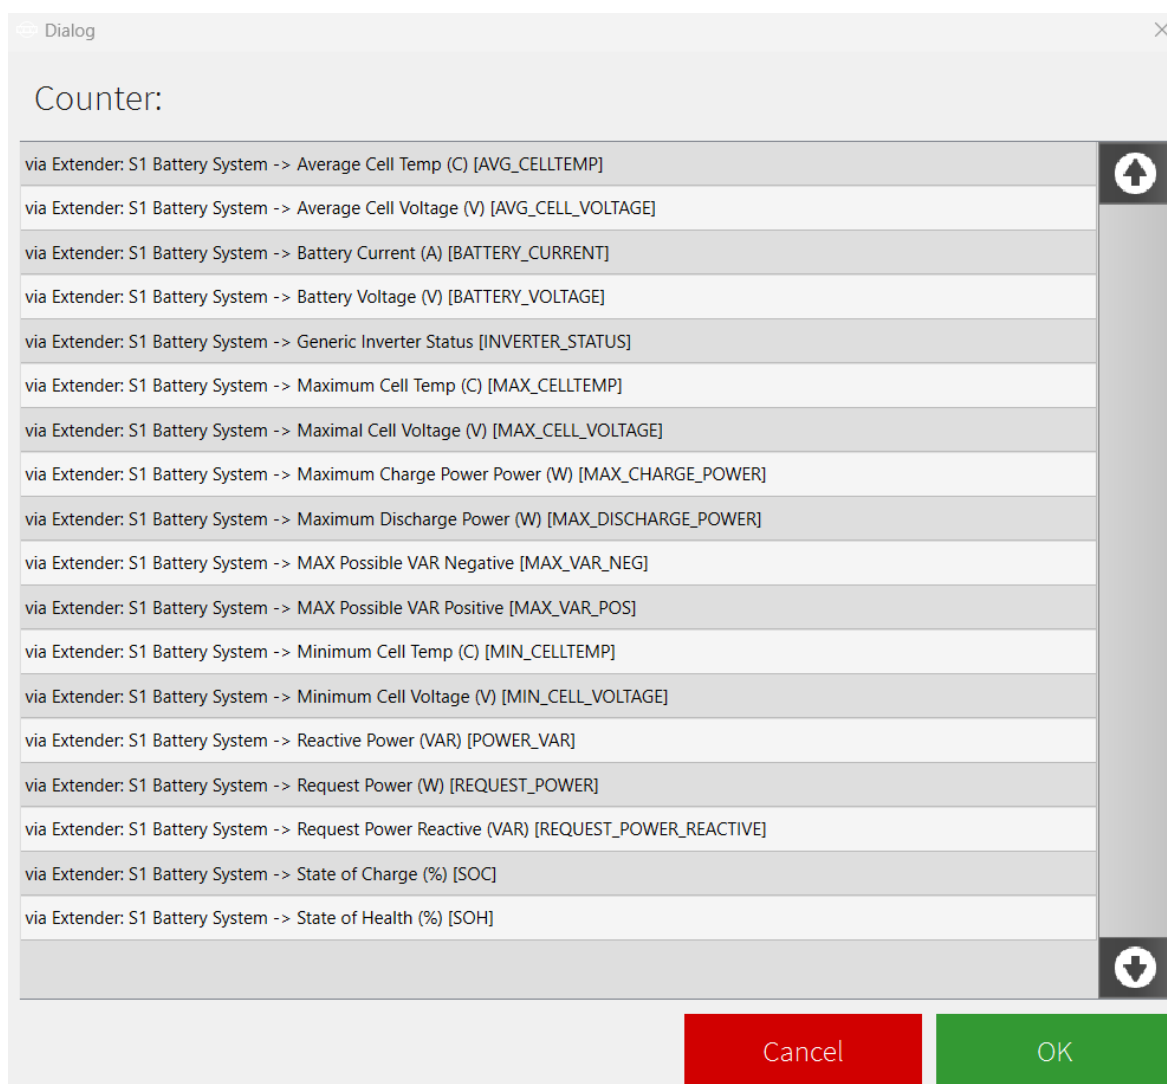 Dialog
Counter:
via Extender: S1 Battery System -> Average Cell Temp (C) [AVG_CELLTEMP]
via Extender: S1 Battery System -> Average Cell Voltage (V) [AVG_CELL_VOLTAGE]
via Extender: S1 Battery System -> Battery Current (A) [BATTERY_CURRENT]
via Extender: S1 Battery System -> Battery Voltage (V) [BATTERY_VOLTAGE]
via Extender: S1 Battery System -> Generic Inverter Status [INVERTER_STATUS]
via Extender: S1 Battery System -> Maximum Cell Temp (C) [MAX_CELLTEMP]
via Extender: S1 Battery System -> Maximal Cell Voltage (V) [MAX_CELL_VOLTAGE]
via Extender: S1 Battery System -> Maximum Charge Power Power (W) [MAX_CHARGE_POWER]
via Extender: S1 Battery System -> Maximum Discharge Power (W) [MAX_DISCHARGE_POWER]
via Extender: S1 Battery System -> MAX Possible VAR Negative [MAX_VAR_NEG]
via Extender: S1 Battery System -> MAX Possible VAR Positive [MAX_VAR_POS]
via Extender: S1 Battery System -> Minimum Cell Temp (C) [MIN_CELLTEMP]
via Extender: S1 Battery System -> Minimum Cell Voltage (V) [MIN_CELL_VOLTAGE]
via Extender: S1 Battery System -> Reactive Power (VAR) [POWER_VAR]
via Extender: S1 Battery System -> Request Power (W) [REQUEST_POWER]
via Extender: S1 Battery System -> Request Power Reactive (VAR) [REQUEST_POWER_REACTIVE]
via Extender: S1 Battery System -> State of Charge (%) [SOC]
via Extender: S1 Battery System -> State of Health (%) [SOH]
Cancel OK